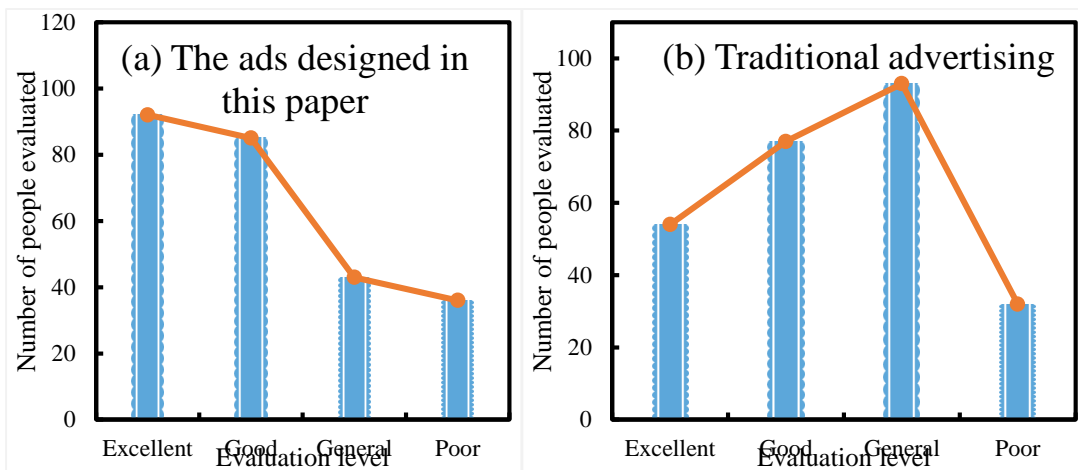 (a) The ads designed in
this paper
Number of people evaluated
120
100
80
60
40
20
0
Excellent Good General Poor
Evaluation level
(b) Traditional advertising
Number of people evaluated
100
80
60
40
20
0
Excellent Good General Poor
Evaluation level